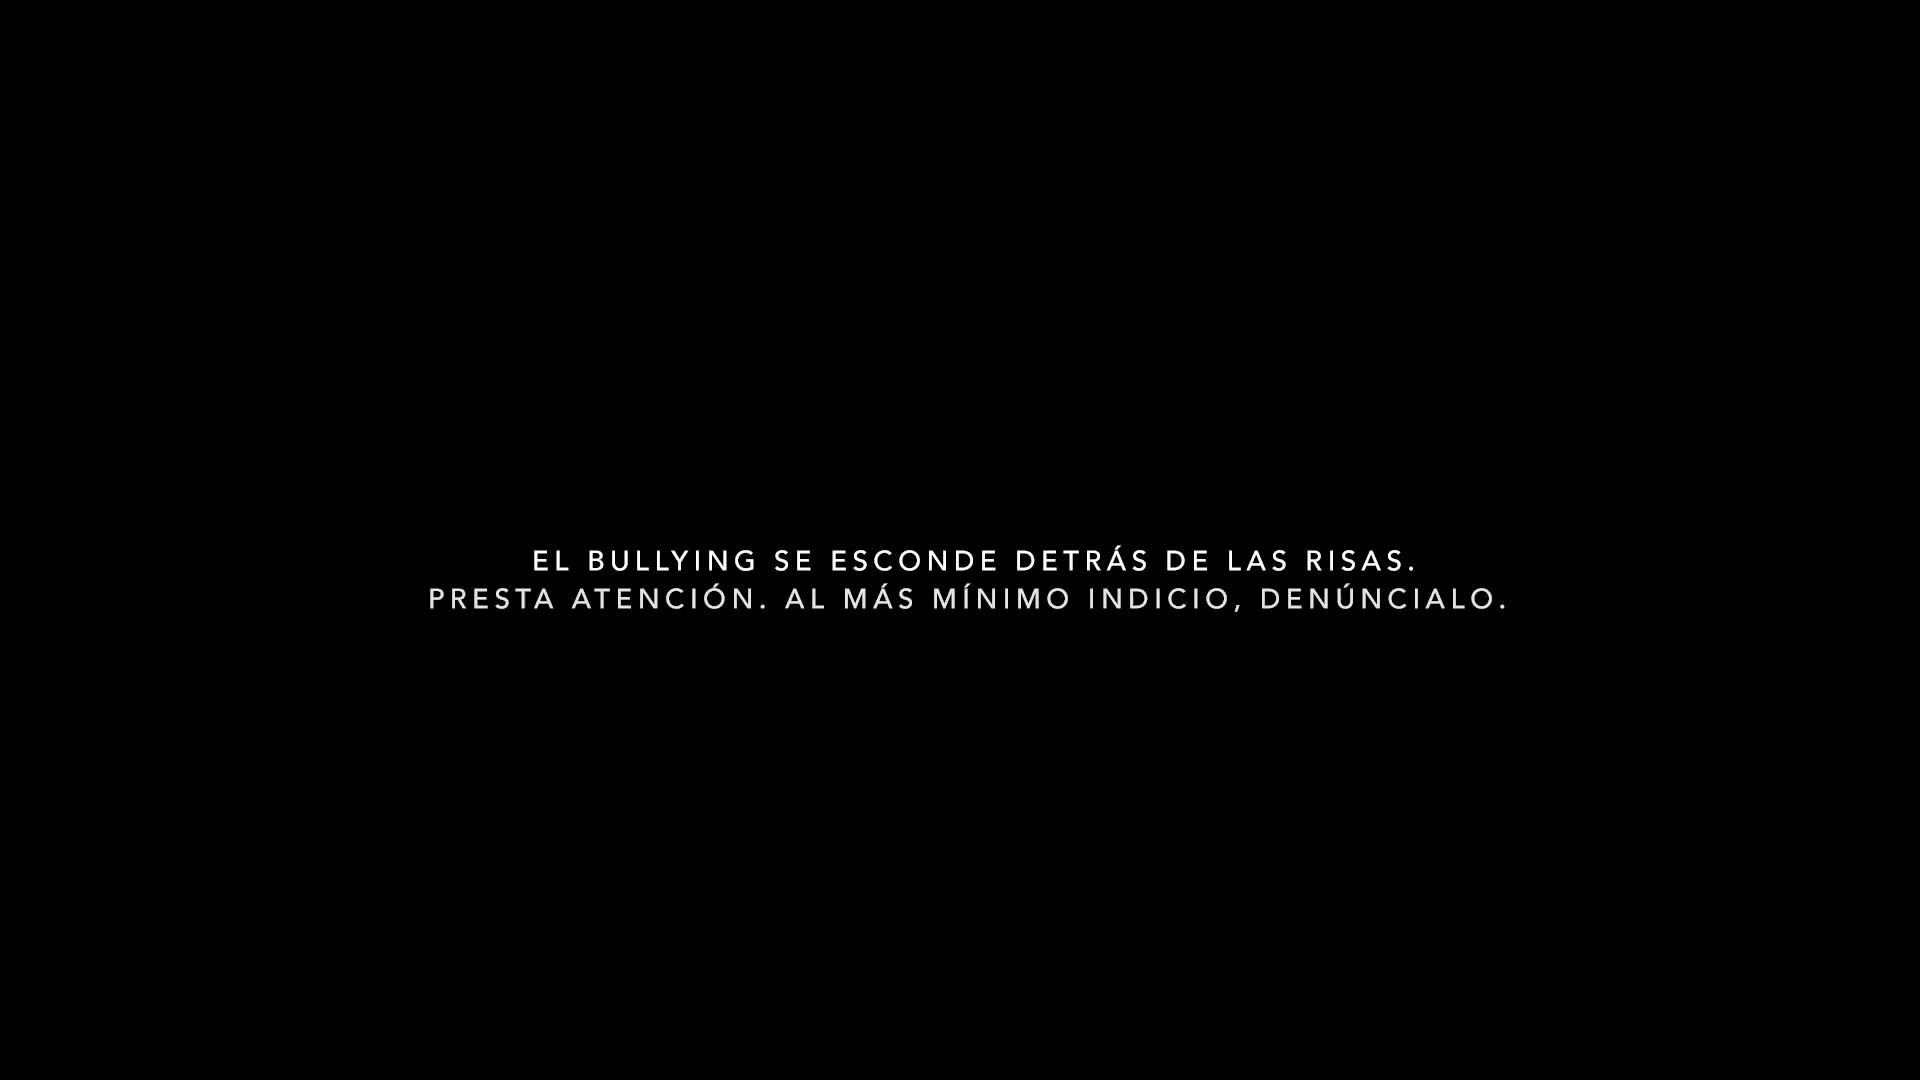 EL BULLYING SE ESCONDE DETRÁS DE LAS RISAS.
PRESTA ATENCIÓN. AL MÁS MÍNIMO INDICIO, DENÚNCIALO.